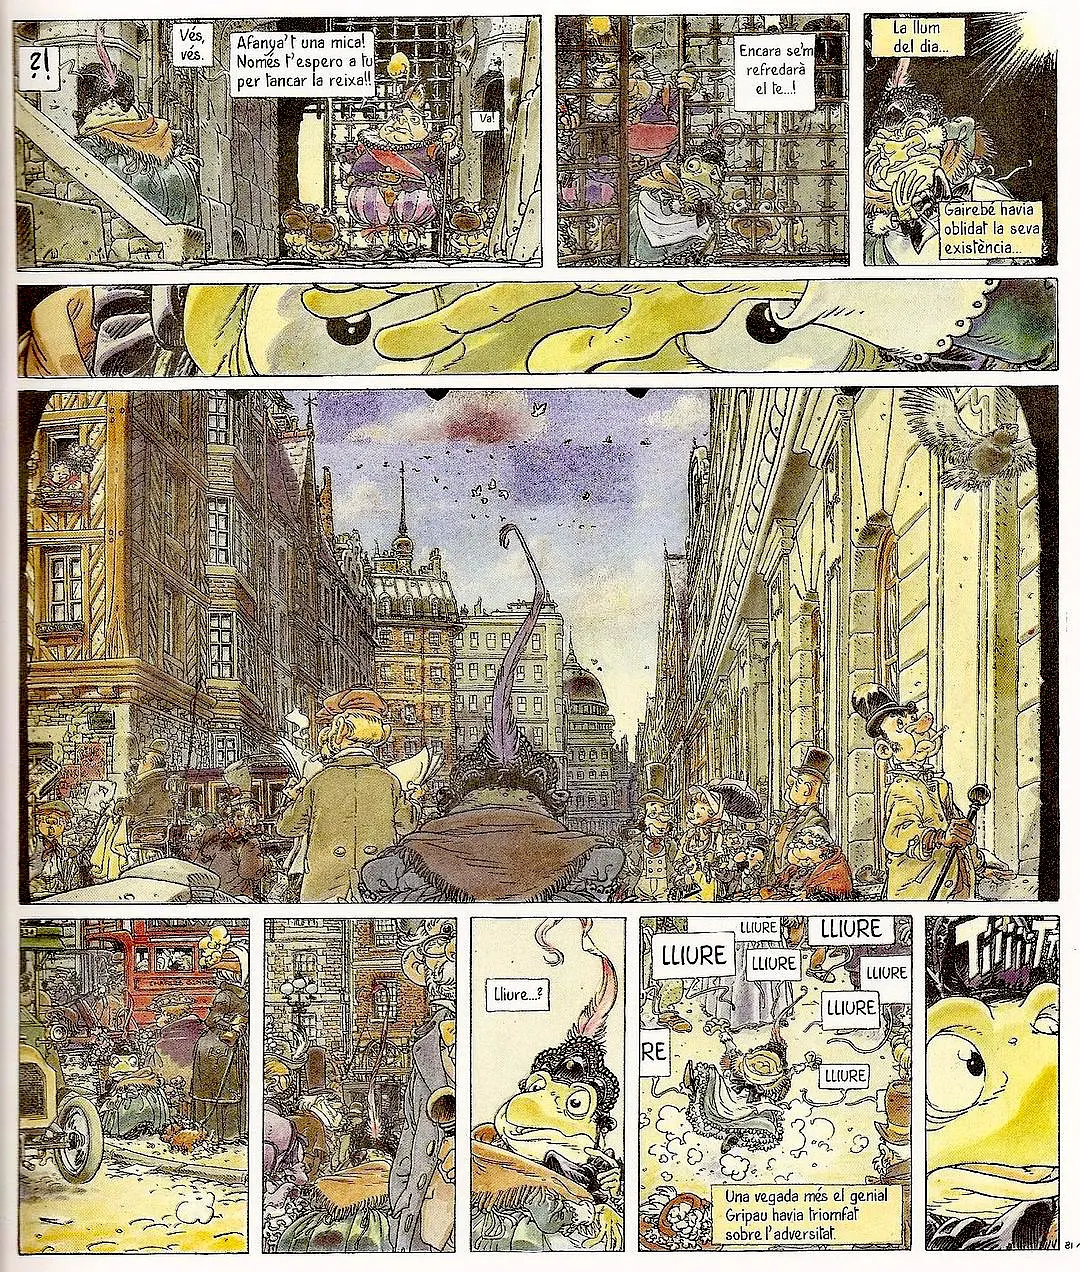 ?!
Vés,
vés.
Afanya't una mica!
Només t'espero a tu
per tancar la reixa!!
Va!
Encara se'm
refredarà
el te...!
La llum
del dia...
Gairebé havia
oblidat la seva
existència...
Lliure...?
LLIURE
LLIURE
LLIURE
LLIURE
LLIURE
LLIURE
RE
LLIURE
Una vegada més el genial
Gripau havia triomfat
sobre l'adversitat.
81